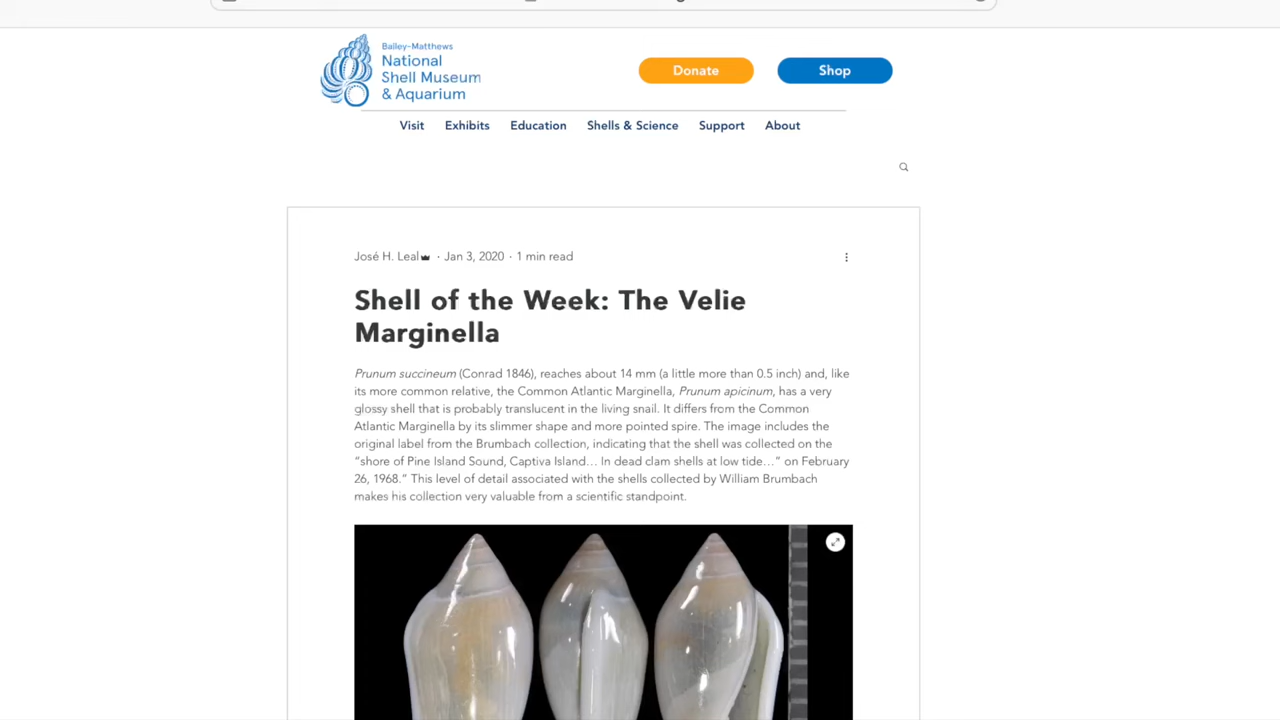 Bailey-Matthews
National
Shell Museum
& Aquarium
Donate
Shop
Visit
Exhibits
Education
Shells & Science
Support
About
José H. Leal · Jan 3, 2020 · 1 min read
Shell of the Week: The Velie
Marginella
Prunum succineum (Conrad 1846), reaches about 14 mm (a little more than 0.5 inch) and, like
its more common relative, the Common Atlantic Marginella, Prunum apicinum, has a very
glossy shell that is probably translucent in the living snail. It differs from the Common
Atlantic Marginella by its slimmer shape and more pointed spire. The image includes the
original label from the Brumbach collection, indicating that the shell was collected on the
“shore of Pine Island Sound, Captiva Island… In dead clam shells at low tide…” on February
26, 1968.” This level of detail associated with the shells collected by William Brumbach
makes his collection very valuable from a scientific standpoint.